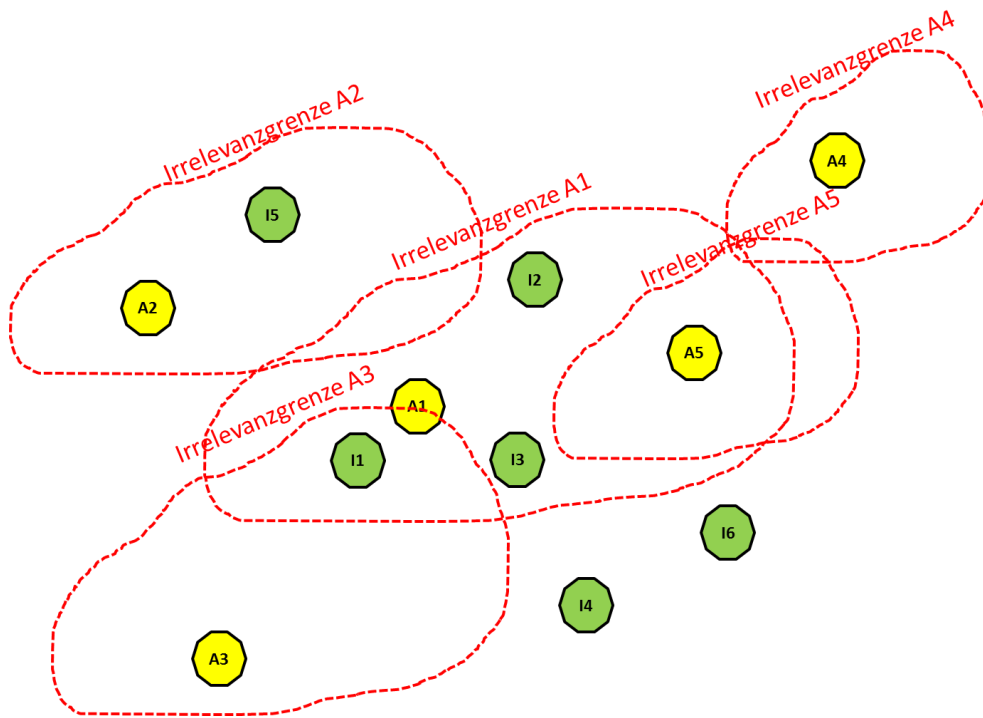 Irrelevanzgrenze A4
Irrelevanzgrenze A2
A4
Irrelevanzgrenze A1
Irrelevanzgrenze A5
I5
I2
A2
A5
Irrelevanzgrenze A3
A1
I1
I3
I6
I4
A3